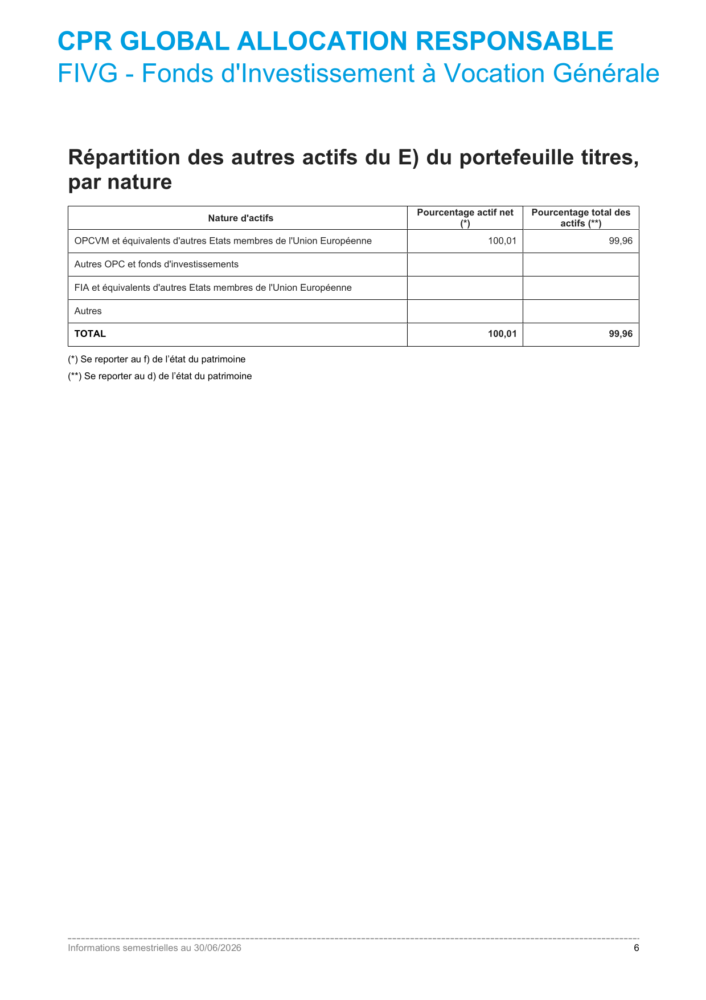 CPR GLOBAL ALLOCATION RESPONSABLE
FIVG - Fonds d'Investissement à Vocation Générale
Répartition des autres actifs du E) du portefeuille titres,
par nature
Nature d'actifs
Pourcentage actif net
(*)
Pourcentage total des
actifs (**)
OPCVM et équivalents d'autres Etats membres de l'Union Européenne 100,01 99,96
Autres OPC et fonds d'investissements
FIA et équivalents d'autres Etats membres de l'Union Européenne
Autres
TOTAL 100,01 99,96
(*) Se reporter au f) de l’état du patrimoine
(**) Se reporter au d) de l’état du patrimoine
Informations semestrielles au 30/06/2026 6